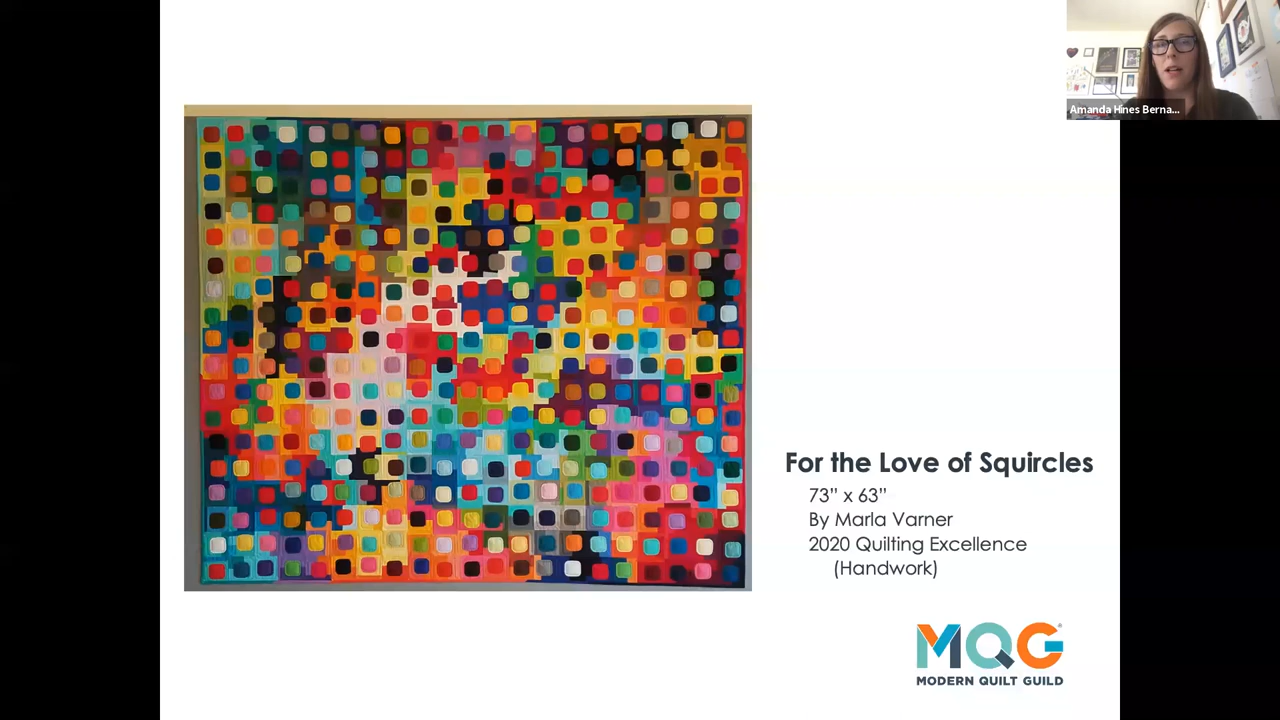 Amanda Hines Berna...
For the Love of Squircles
73” x 63”
By Marla Varner
2020 Quilting Excellence
(Handwork)
MQG®
MODERN QUILT GUILD